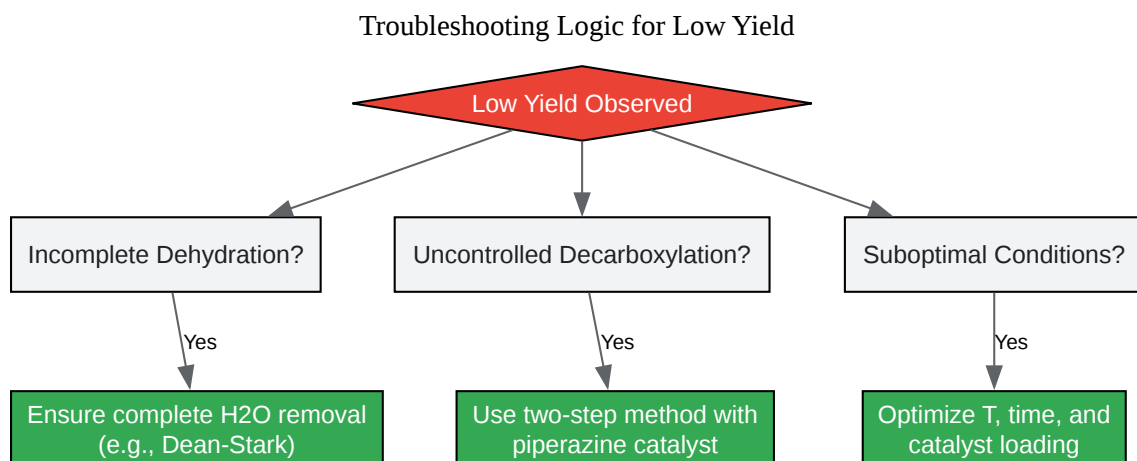 Troubleshooting Logic for Low Yield
Low Yield Observed
Incomplete Dehydration?
Uncontrolled Decarboxylation?
Suboptimal Conditions?
Yes
Yes
Yes
Ensure complete H2O removal
(e.g., Dean-Stark)
Use two-step method with
piperazine catalyst
Optimize T, time, and
catalyst loading